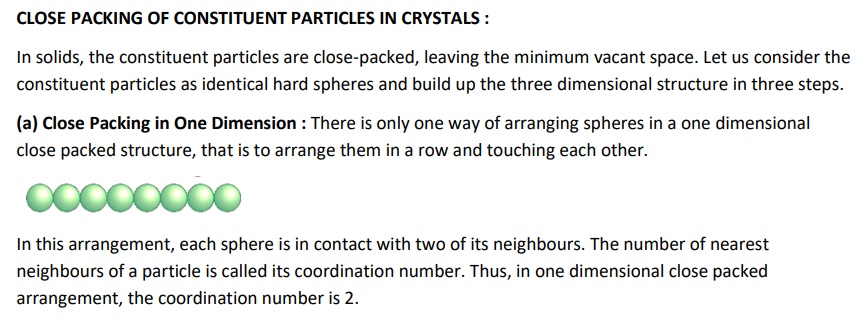 CLOSE PACKING OF CONSTITUENT PARTICLES IN CRYSTALS :
In solids, the constituent particles are close-packed, leaving the minimum vacant space. Let us consider the
constituent particles as identical hard spheres and build up the three dimensional structure in three steps.
(a) Close Packing in One Dimension : There is only one way of arranging spheres in a one dimensional
close packed structure, that is to arrange them in a row and touching each other.
In this arrangement, each sphere is in contact with two of its neighbours. The number of nearest
neighbours of a particle is called its coordination number. Thus, in one dimensional close packed
arrangement, the coordination number is 2.